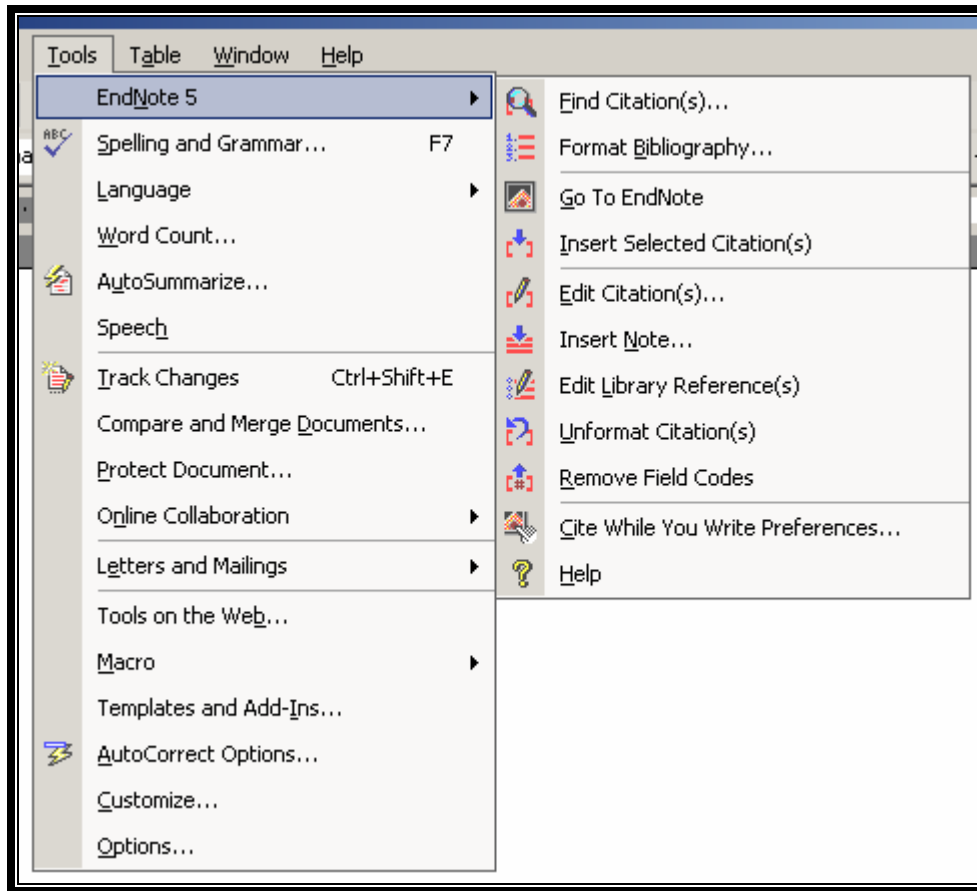 Tools Table Window Help
EndNote 5
ABC Spelling and Grammar... F7
Language
Word Count...
AutoSummarize...
Speech
Track Changes Ctrl+Shift+E
Compare and Merge Documents...
Protect Document...
Online Collaboration
Letters and Mailings
Tools on the Web...
Macro
Templates and Add-Ins...
AutoCorrect Options...
Customize...
Options...
Find Citation(s)...
Format Bibliography...
Go To EndNote
Insert Selected Citation(s)
Edit Citation(s)...
Insert Note...
Edit Library Reference(s)
Unformat Citation(s)
Remove Field Codes
Cite While You Write Preferences...
Help